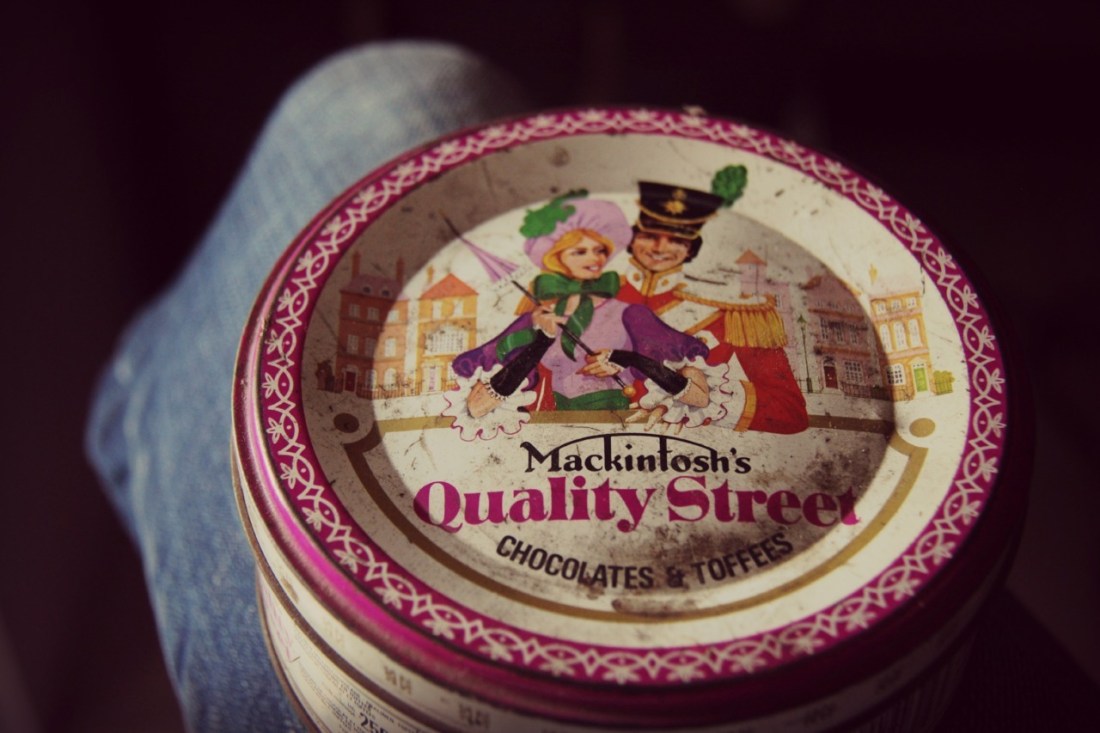 Mackintosh's
Quality Street
CHOCOLATES & TOFFEES